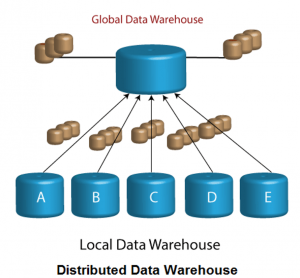 Global Data Warehouse
A B C D E
Local Data Warehouse
Distributed Data Warehouse